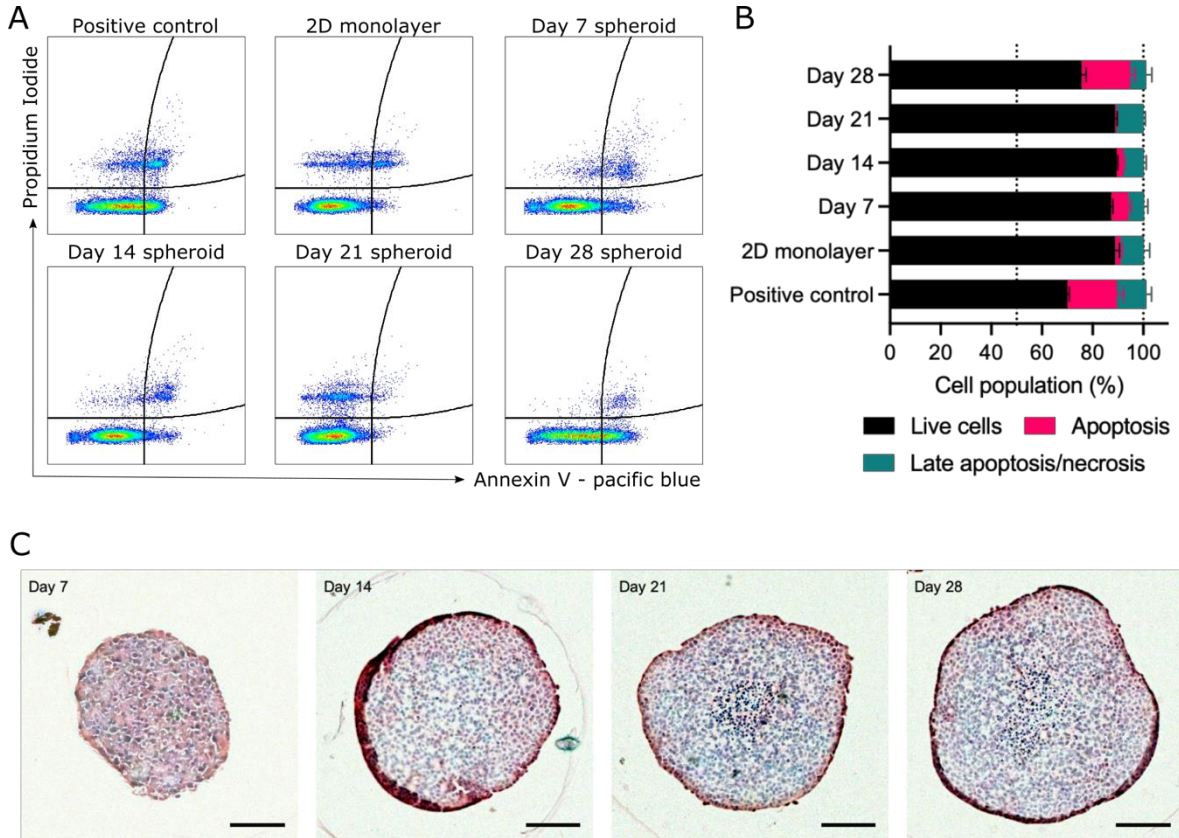 A
Positive control
2D monolayer
Day 7 spheroid
Propidium Iodide
Day 14 spheroid
Day 21 spheroid
Day 28 spheroid
Annexin V - pacific blue
B
Day 28
Day 21
Day 14
Day 7
2D monolayer
Positive control
0 20 40 60 80 100
Cell population (%)
Live cells Apoptosis
Late apoptosis/necrosis
C
Day 7
Day 14
Day 21
Day 28